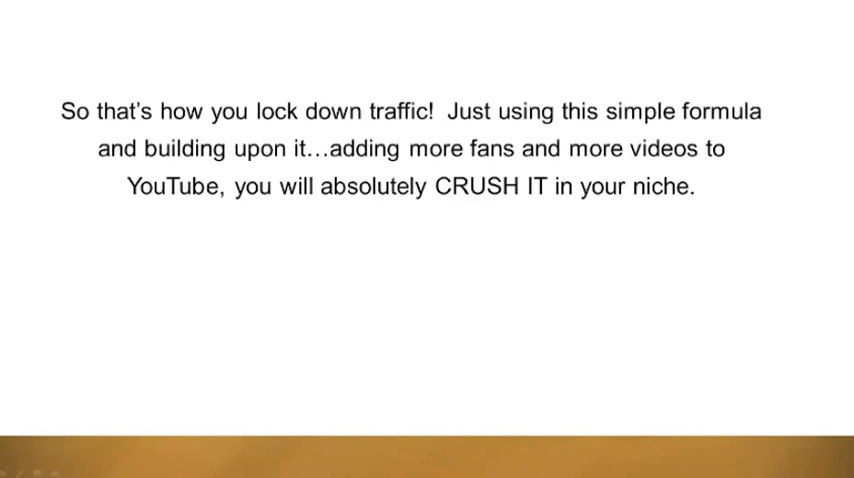 So that’s how you lock down traffic!  Just using this simple formula
and building upon it…adding more fans and more videos to
YouTube, you will absolutely CRUSH IT in your niche.